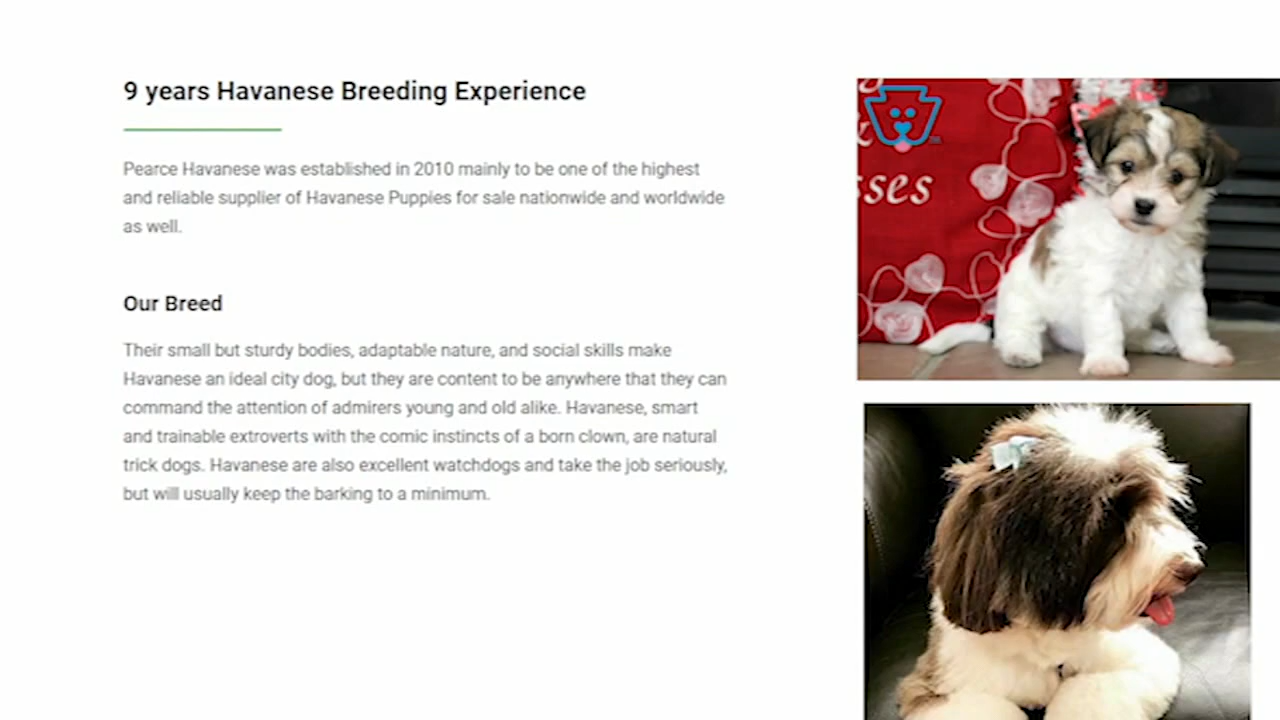 9 years Havanese Breeding Experience
Pearce Havanese was established in 2010 mainly to be one of the highest
and reliable supplier of Havanese Puppies for sale nationwide and worldwide
as well.
Our Breed
Their small but sturdy bodies, adaptable nature, and social skills make
Havanese an ideal city dog, but they are content to be anywhere that they can
command the attention of admirers young and old alike. Havanese, smart
and trainable extroverts with the comic instincts of a born clown, are natural
trick dogs. Havanese are also excellent watchdogs and take the job seriously,
but will usually keep the barking to a minimum.
sses